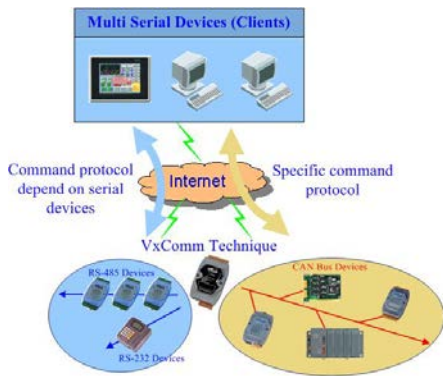 Multi Serial Devices (Clients)
Command protocol
depend on serial
devices
Internet
Specific command
protocol
VxComm Technique
RS-485 Devices
RS-232 Devices
CAN Bus Devices